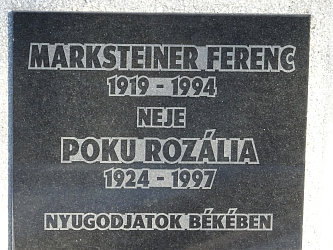 MARKSTEINER FERENC
1919 - 1994
NEJE
POKU ROZÁLIA
1924 - 1997
NYUGODJATOK BÉKÉBEN